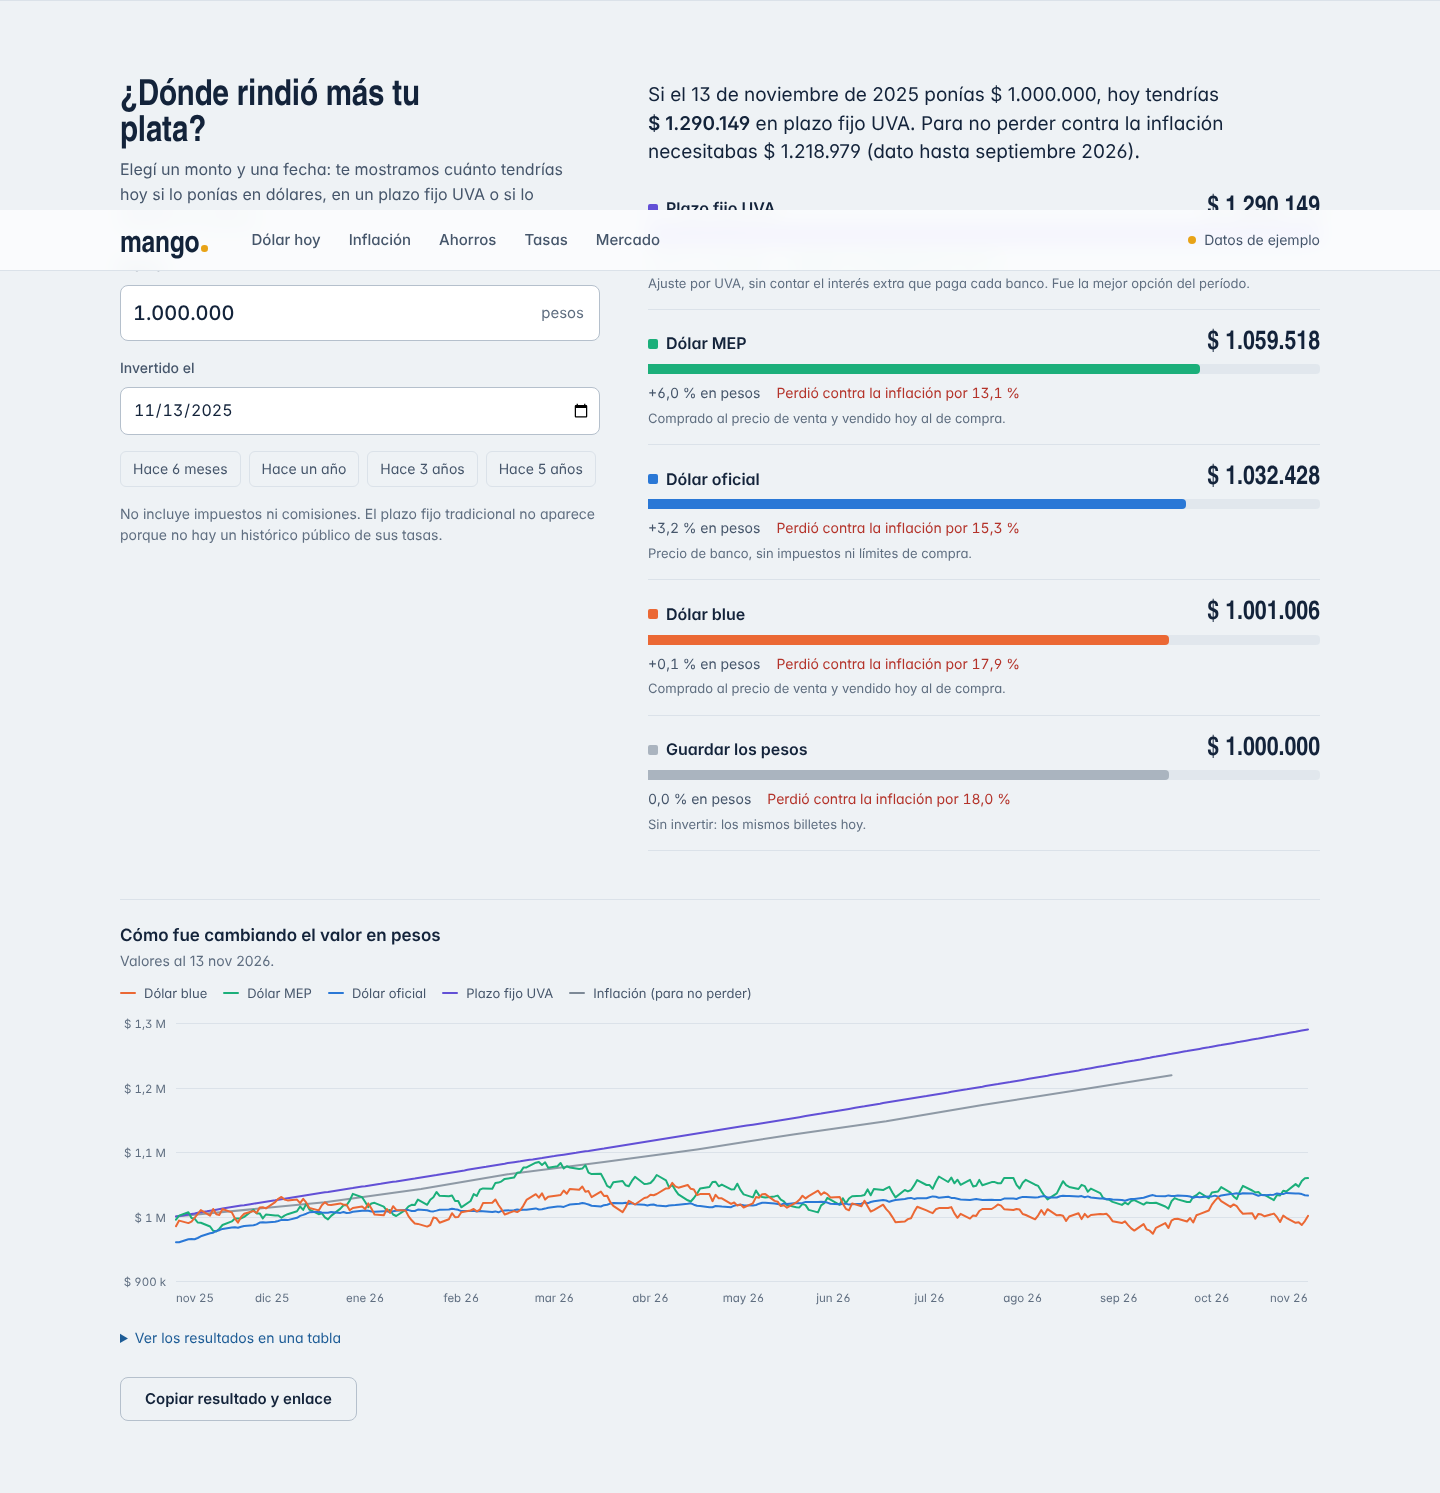 ¿Dónde rindió más tu
plata?
Elegí un monto y una fecha: te mostramos cuánto tendrías
hoy si lo ponías en dólares, en un plazo fijo UVA o si lo
Si el 13 de noviembre de 2025 ponías $ 1.000.000, hoy tendrías
$ 1.290.149 en plazo fijo UVA. Para no perder contra la inflación
necesitabas $ 1.218.979 (dato hasta septiembre 2026).
Plazo fijo UVA
$ 1.290.149
mango.
Dólar hoy
Inflación
Ahorros
Tasas
Mercado
Datos de ejemplo
1.000.000
pesos
Invertido el
11/13/2025
Hace 6 meses
Hace un año
Hace 3 años
Hace 5 años
No incluye impuestos ni comisiones. El plazo fijo tradicional no aparece
porque no hay un histórico público de sus tasas.
Ajuste por UVA, sin contar el interés extra que paga cada banco. Fue la mejor opción del período.
Dólar MEP
$ 1.059.518
+6,0 % en pesos
Perdió contra la inflación por 13,1 %
Comprado al precio de venta y vendido hoy al de compra.
Dólar oficial
$ 1.032.428
+3,2 % en pesos
Perdió contra la inflación por 15,3 %
Precio de banco, sin impuestos ni límites de compra.
Dólar blue
$ 1.001.006
+0,1 % en pesos
Perdió contra la inflación por 17,9 %
Comprado al precio de venta y vendido hoy al de compra.
Guardar los pesos
$ 1.000.000
0,0 % en pesos
Perdió contra la inflación por 18,0 %
Sin invertir: los mismos billetes hoy.
Cómo fue cambiando el valor en pesos
Valores al 13 nov 2026.
Dólar blue
Dólar MEP
Dólar oficial
Plazo fijo UVA
Inflación (para no perder)
$ 1,3 M
$ 1,2 M
$ 1,1 M
$ 1 M
$ 900 k
nov 25
dic 25
ene 26
feb 26
mar 26
abr 26
may 26
jun 26
jul 26
ago 26
sep 26
oct 26
nov 26
Ver los resultados en una tabla
Copiar resultado y enlace